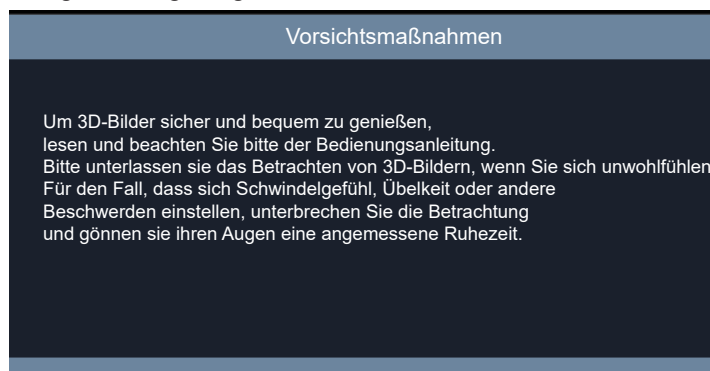 Vorsichtsmaßnahmen
Um 3D-Bilder sicher und bequem zu genießen,
lesen und beachten Sie bitte der Bedienungsanleitung.
Bitte unterlassen sie das Betrachten von 3D-Bildern, wenn Sie sich unwohlfühlen
Für den Fall, dass sich Schwindelgefühl, Übelkeit oder andere
Beschwerden einstellen, unterbrechen Sie die Betrachtung
und gönnen sie ihren Augen eine angemessene Ruhezeit.